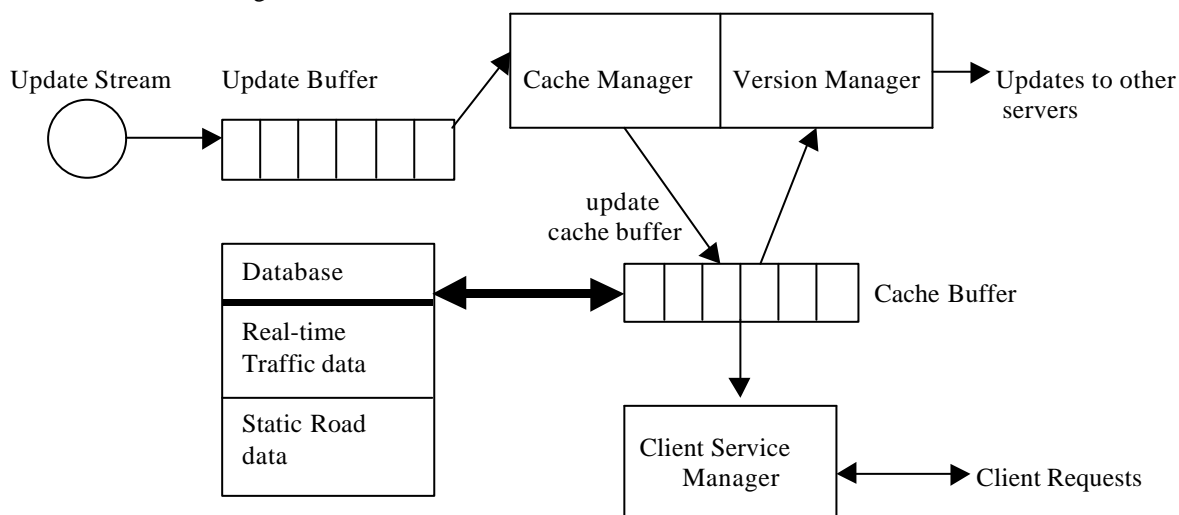 Update Stream
Update Buffer
Cache Manager
Version Manager
Updates to other
servers
update
cache buffer
Database
Real-time
Traffic data
Static Road
data
Cache Buffer
Client Service
Manager
Client Requests